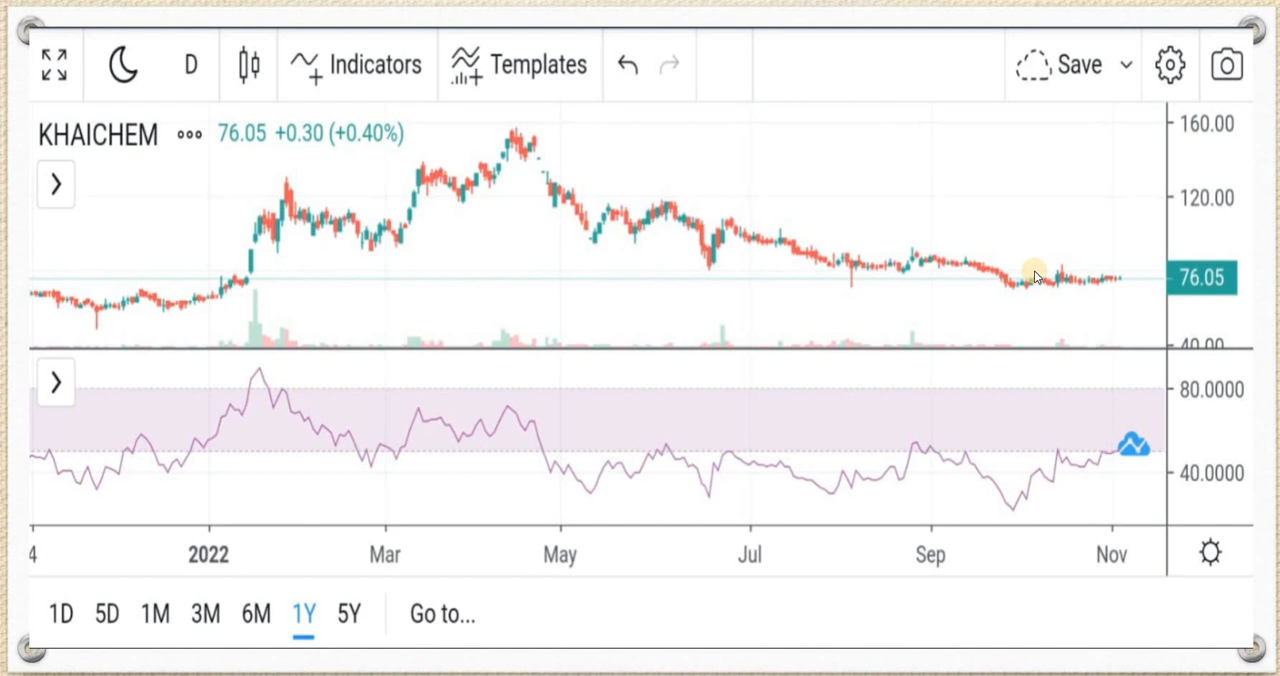 D Indicators Templates Save
KHAICHEM 76.05 +0.30 (+0.40%)
160.00
120.00
76.05
40.00
80.0000
40.0000
4 2022 Mar May Jul Sep Nov
1D 5D 1M 3M 6M 1Y 5Y Go to...